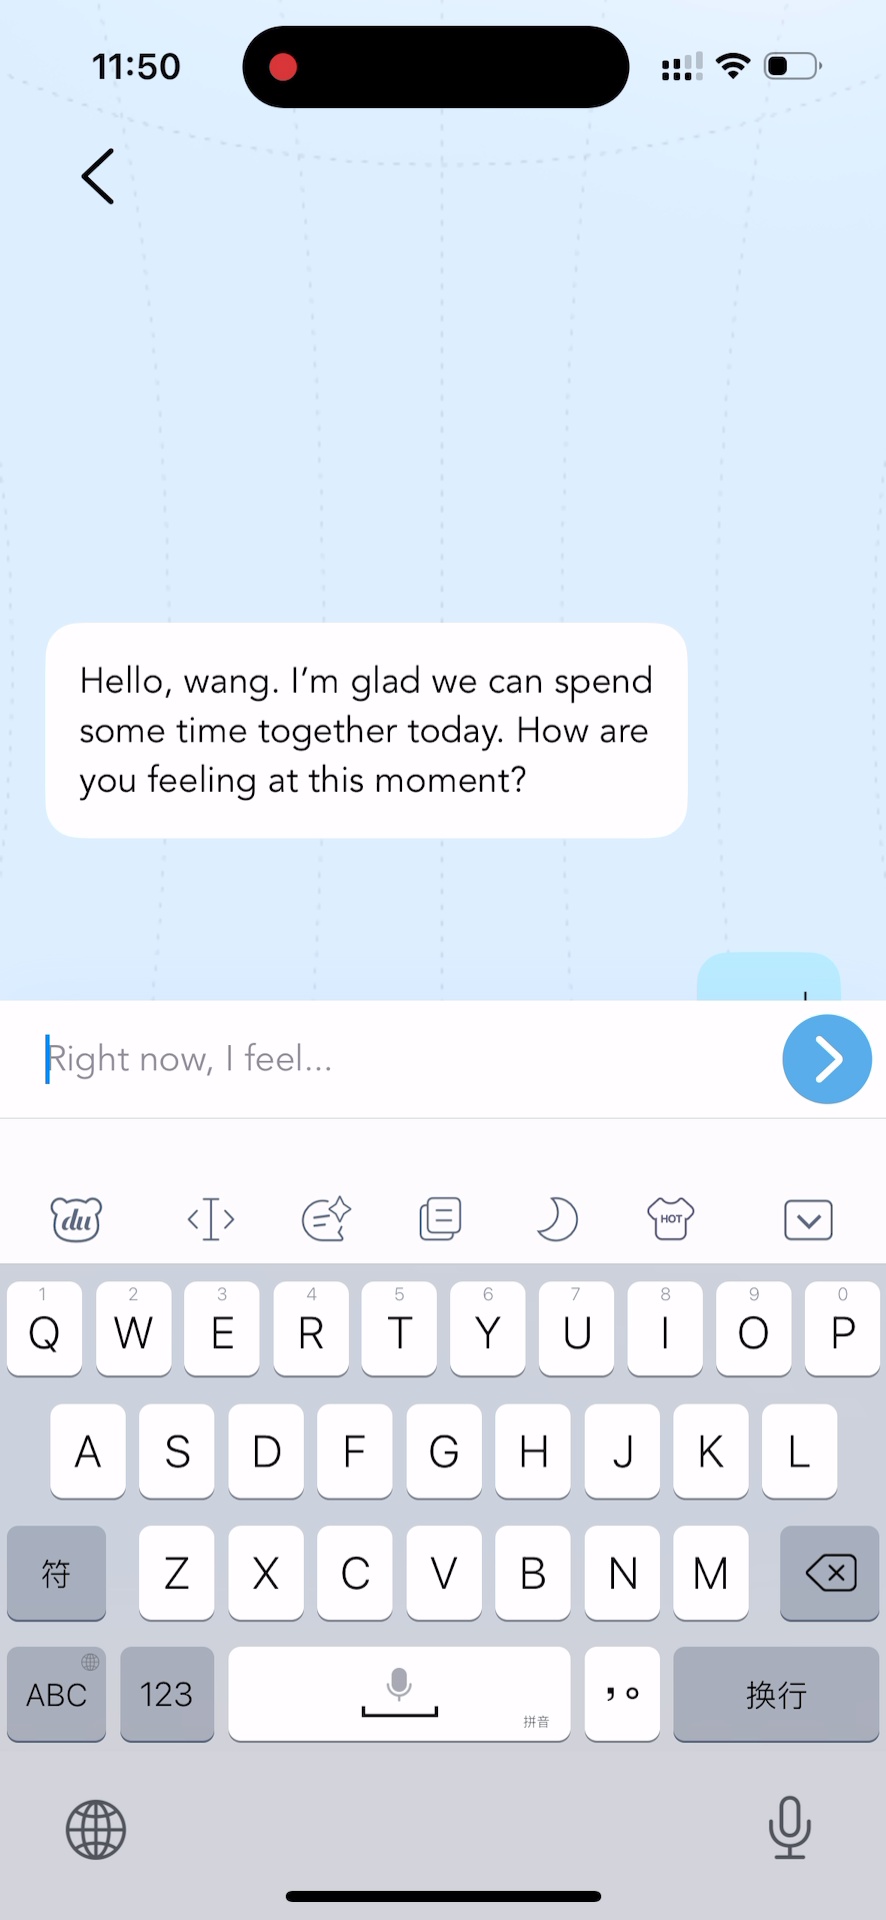 11:50
Hello, wang. I'm glad we can spend
some time together today. How are
you feeling at this moment?
Right now, I feel...
du
HOT
1 2 3 4 5 6 7 8 9 0
Q W E R T Y U I O P
A S D F G H J K L
符 Z X C V B N M
ABC 123 拼音 ，。 换行